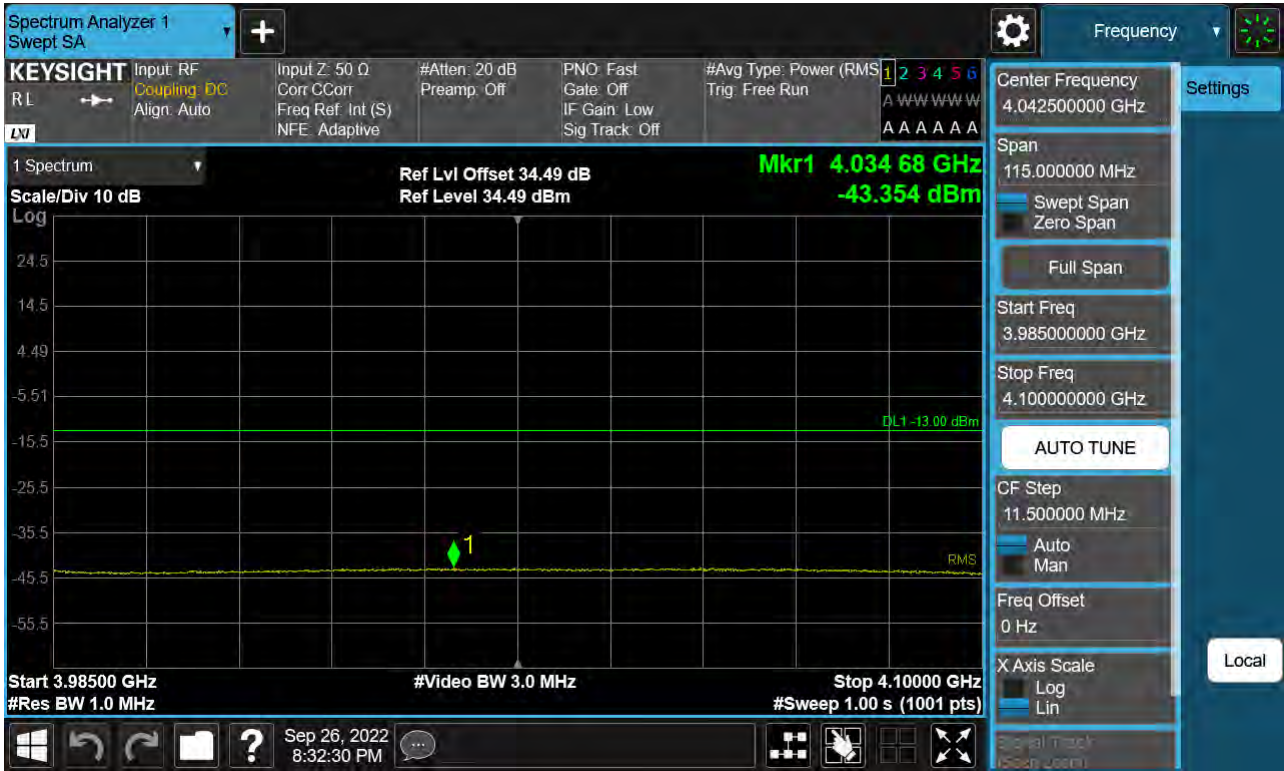 Spectrum Analyzer 1
Swept SA
+
Frequency
KEYSIGHT
RL
LXI
Input: RF
Coupling: DC
Align: Auto
Input Z: 50 Ω
Corr CCorr
Freq Ref: Int (S)
NFE: Adaptive
#Atten: 20 dB
Preamp: Off
PNO: Fast
Gate: Off
IF Gain: Low
Sig Track: Off
#Avg Type: Power (RMS
Trig: Free Run
1 2 3 4 5 6
A W W W W W
A A A A A A
1 Spectrum
Scale/Div 10 dB
Ref Lvl Offset 34.49 dB
Ref Level 34.49 dBm
Mkr1 4.034 68 GHz
-43.354 dBm
Log
24.5
14.5
4.49
-5.51
DL1 -13.00 dBm
-15.5
-25.5
-35.5
1
RMS
-45.5
-55.5
Start 3.98500 GHz
#Video BW 3.0 MHz
Stop 4.10000 GHz
#Res BW 1.0 MHz
#Sweep 1.00 s (1001 pts)
Center Frequency
4.042500000 GHz
Span
115.000000 MHz
Swept Span
Zero Span
Full Span
Start Freq
3.985000000 GHz
Stop Freq
4.100000000 GHz
AUTO TUNE
CF Step
11.500000 MHz
Auto
Man
Freq Offset
0 Hz
X Axis Scale
Log
Lin
Signal Track
(Span Zoom)
Settings
Local
?
Sep 26, 2022
8:32:30 PM